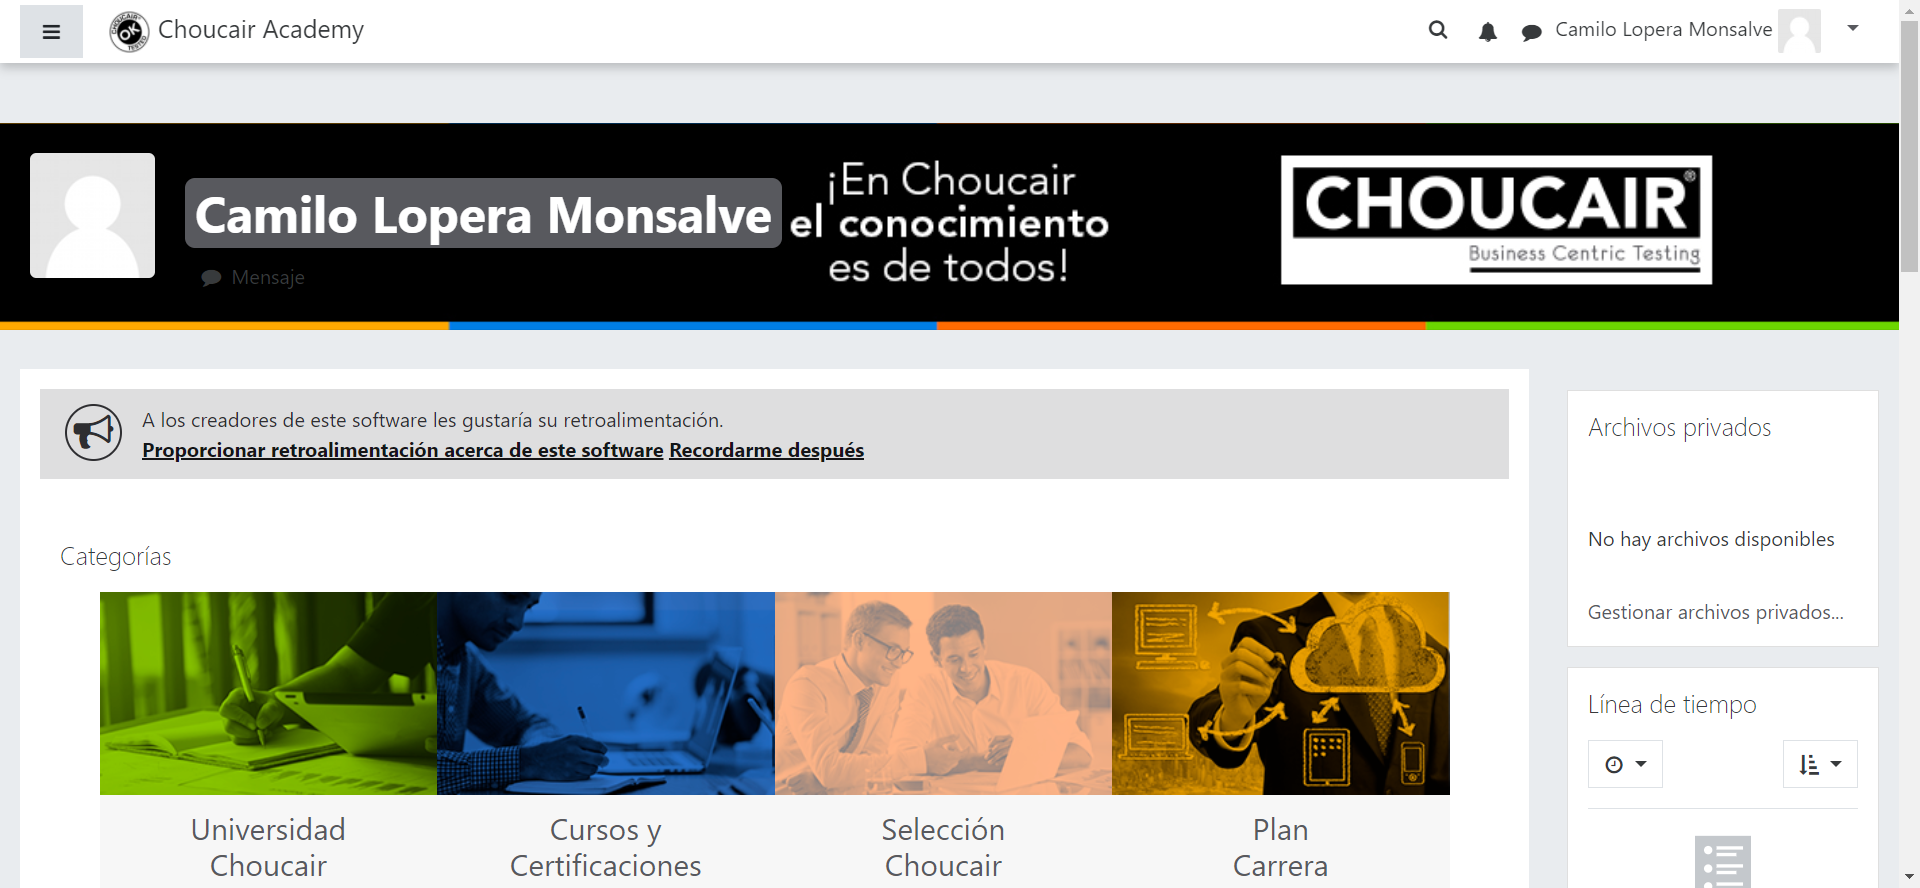 Choucair Academy
Camilo Lopera Monsalve
Camilo Lopera Monsalve
Mensaje
¡En Choucair
el conocimiento
es de todos!
CHOUCAIR®
Business Centric Testing
A los creadores de este software les gustaría su retroalimentación.
Proporcionar retroalimentación acerca de este software Recordarme después
Categorías
Universidad
Choucair
Cursos y
Certificaciones
Selección
Choucair
Plan
Carrera
Archivos privados
No hay archivos disponibles
Gestionar archivos privados...
Línea de tiempo